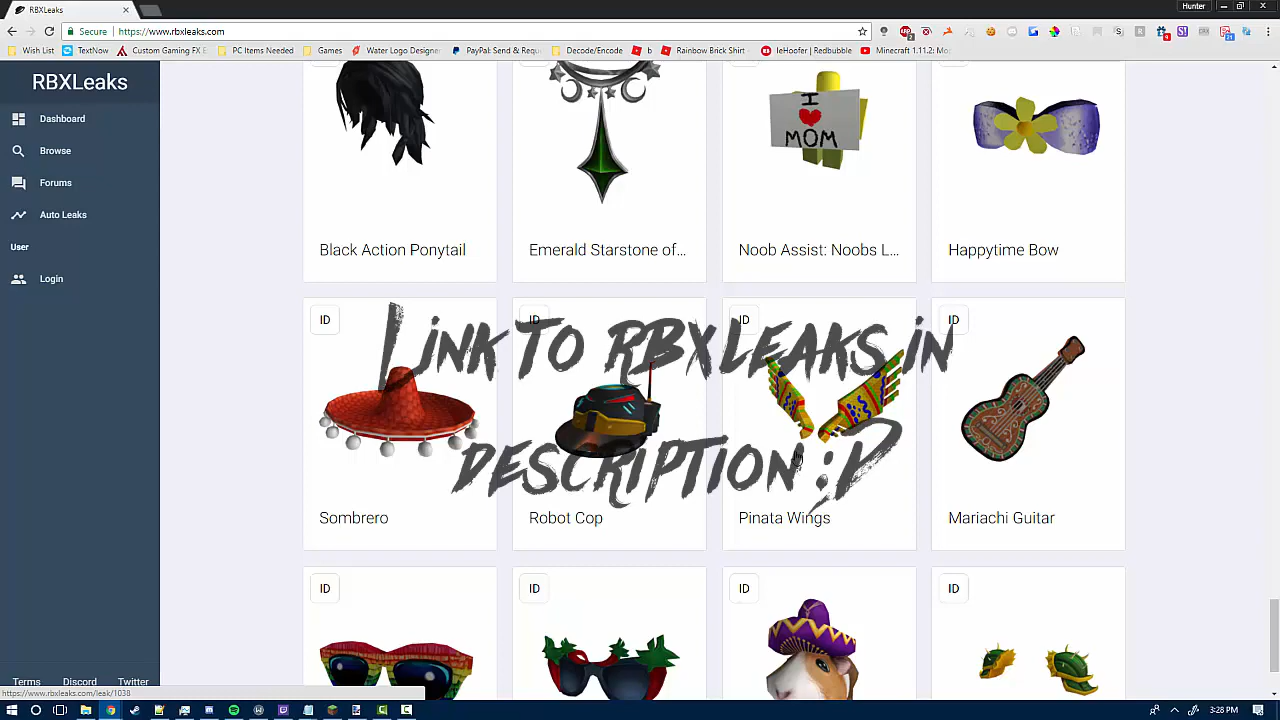 RBXLeaks
Hunter
Secure https://www.rbxleaks.com
Wish List TextNow Custom Gaming FX E PC Items Needed Games Water Logo Designer PayPal Send & Requ Decode/Encode b Rainbow Brick Shirt IeHoofer | Redbubble Minecraft 1.11.2: Mo
RBXLeaks
Dashboard
Browse
Forums
Auto Leaks
User
Login
I
MOM
Black Action Ponytail
Emerald Starstone of...
Noob Assist: Noobs L...
Happytime Bow
ID
ID
ID
ID
Link to RBXLeaks in
description :D
Sombrero
Robot Cop
Pinata Wings
Mariachi Guitar
ID
ID
ID
ID
Terms Discord Twitter
https://www.rbxleaks.com/leak/1038
3:28 PM